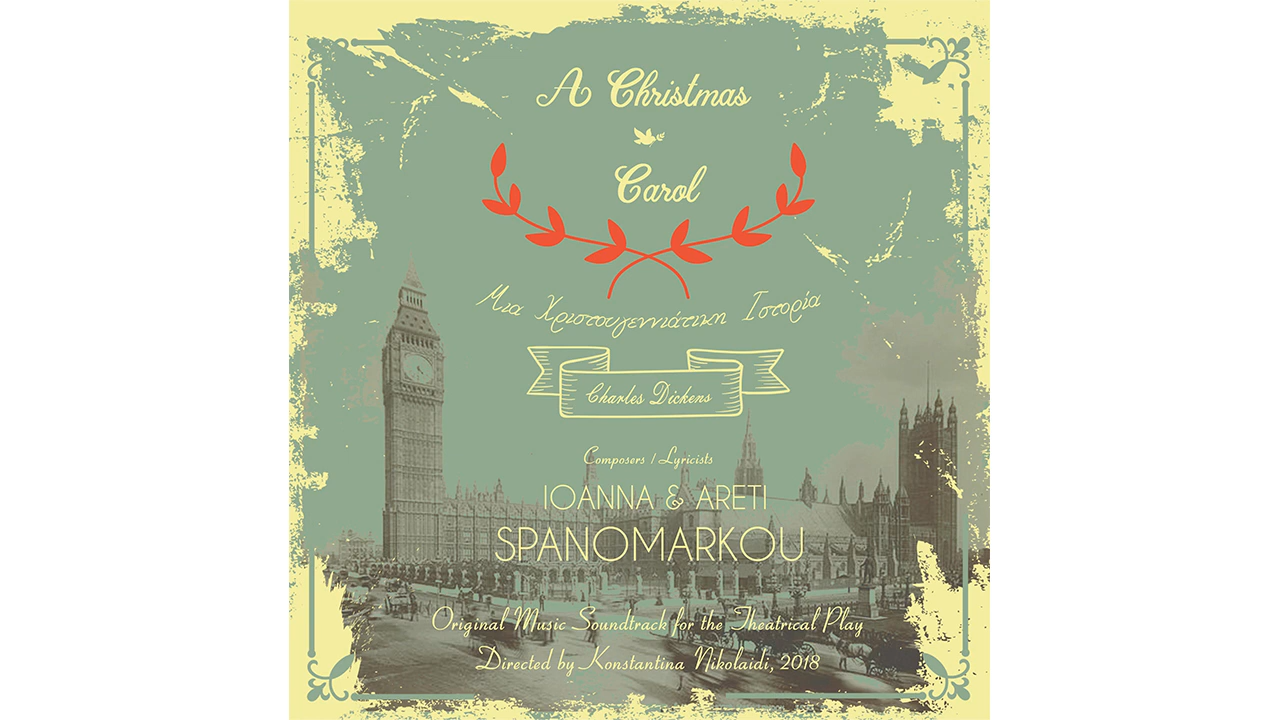 A Christmas
Carol
Μια Χριστουγεννιάτικη Ιστορία
Charles Dickens
Composers / Lyricists
IOANNA & ARETI
SPANOMARKOU
Original Music Soundtrack for the Theatrical Play
Directed by Konstantina Nikolaidi, 2018